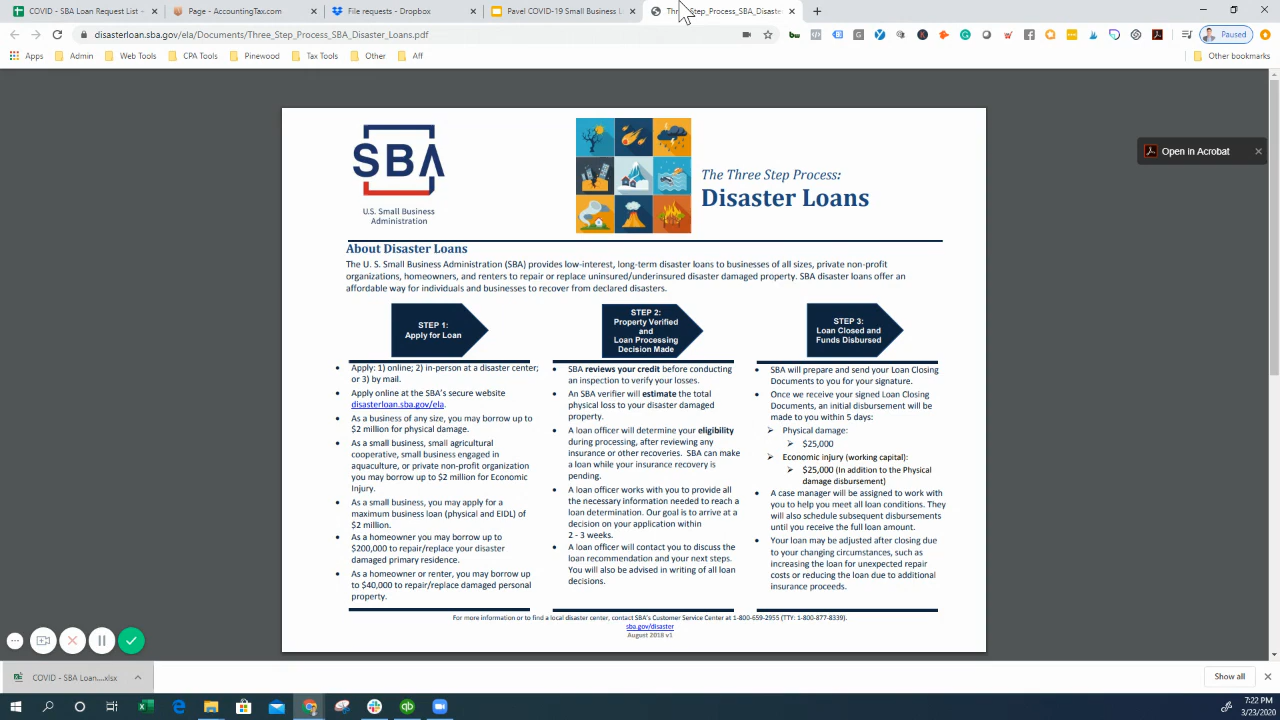 COVID - SBA Loan Request List -
Page - AccountingTax.com
File requests - Dropbox
Pavel COVID-19 Small Business L
Three_Step_Process_SBA_Disaster
disasterloan.sba.gov/ela/Documents/Three_Step_Process_SBA_Disaster_Loans.pdf
Paused
Apps
Admin
Web Tools
CPA Tools
Pinewood
Tax Tools
Other
Aff
Other bookmarks
Open in Acrobat
SBA
U.S. Small Business
Administration
The Three Step Process:
Disaster Loans
About Disaster Loans
The U. S. Small Business Administration (SBA) provides low-interest, long-term disaster loans to businesses of all sizes, private non-profit
organizations, homeowners, and renters to repair or replace uninsured/underinsured disaster damaged property. SBA disaster loans offer an
affordable way for individuals and businesses to recover from declared disasters.
STEP 1:
Apply for Loan
• Apply: 1) online; 2) in-person at a disaster center;
or 3) by mail.
• Apply online at the SBA's secure website
disasterloan.sba.gov/ela.
• As a business of any size, you may borrow up to
$2 million for physical damage.
• As a small business, small agricultural
cooperative, small business engaged in
aquaculture, or private non-profit organization
you may borrow up to $2 million for Economic
Injury.
• As a small business, you may apply for a
maximum business loan (physical and EIDL) of
$2 million.
• As a homeowner you may borrow up to
$200,000 to repair/replace your disaster
damaged primary residence.
• As a homeowner or renter, you may borrow up
to $40,000 to repair/replace damaged personal
property.
STEP 2:
Property Verified
and
Loan Processing
Decision Made
• SBA reviews your credit before conducting
an inspection to verify your losses.
• An SBA verifier will estimate the total
physical loss to your disaster damaged
property.
• A loan officer will determine your eligibility
during processing, after reviewing any
insurance or other recoveries. SBA can make
a loan while your insurance recovery is
pending.
• A loan officer works with you to provide all
the necessary information needed to reach a
loan determination. Our goal is to arrive at a
decision on your application within
2 - 3 weeks.
• A loan officer will contact you to discuss the
loan recommendation and your next steps.
You will also be advised in writing of all loan
decisions.
STEP 3:
Loan Closed and
Funds Disbursed
• SBA will prepare and send your Loan Closing
Documents to you for your signature.
• Once we receive your signed Loan Closing
Documents, an initial disbursement will be
made to you within 5 days:
➢ Physical damage:
➢ $25,000
➢ Economic injury (working capital):
➢ $25,000 (In addition to the Physical
damage disbursement)
• A case manager will be assigned to work with
you to help you meet all loan conditions. They
will also schedule subsequent disbursements
until you receive the full loan amount.
• Your loan may be adjusted after closing due
to your changing circumstances, such as
increasing the loan for unexpected repair
costs or reducing the loan due to additional
insurance proceeds.
For more information or to find a local disaster center, contact SBA's Customer Service Center at 1-800-659-2955 (TTY: 1-800-877-8339).
sba.gov/disaster
August 2018 v1
COVID - SBA Loan....xlsx
Show all
7:22 PM
3/23/2020